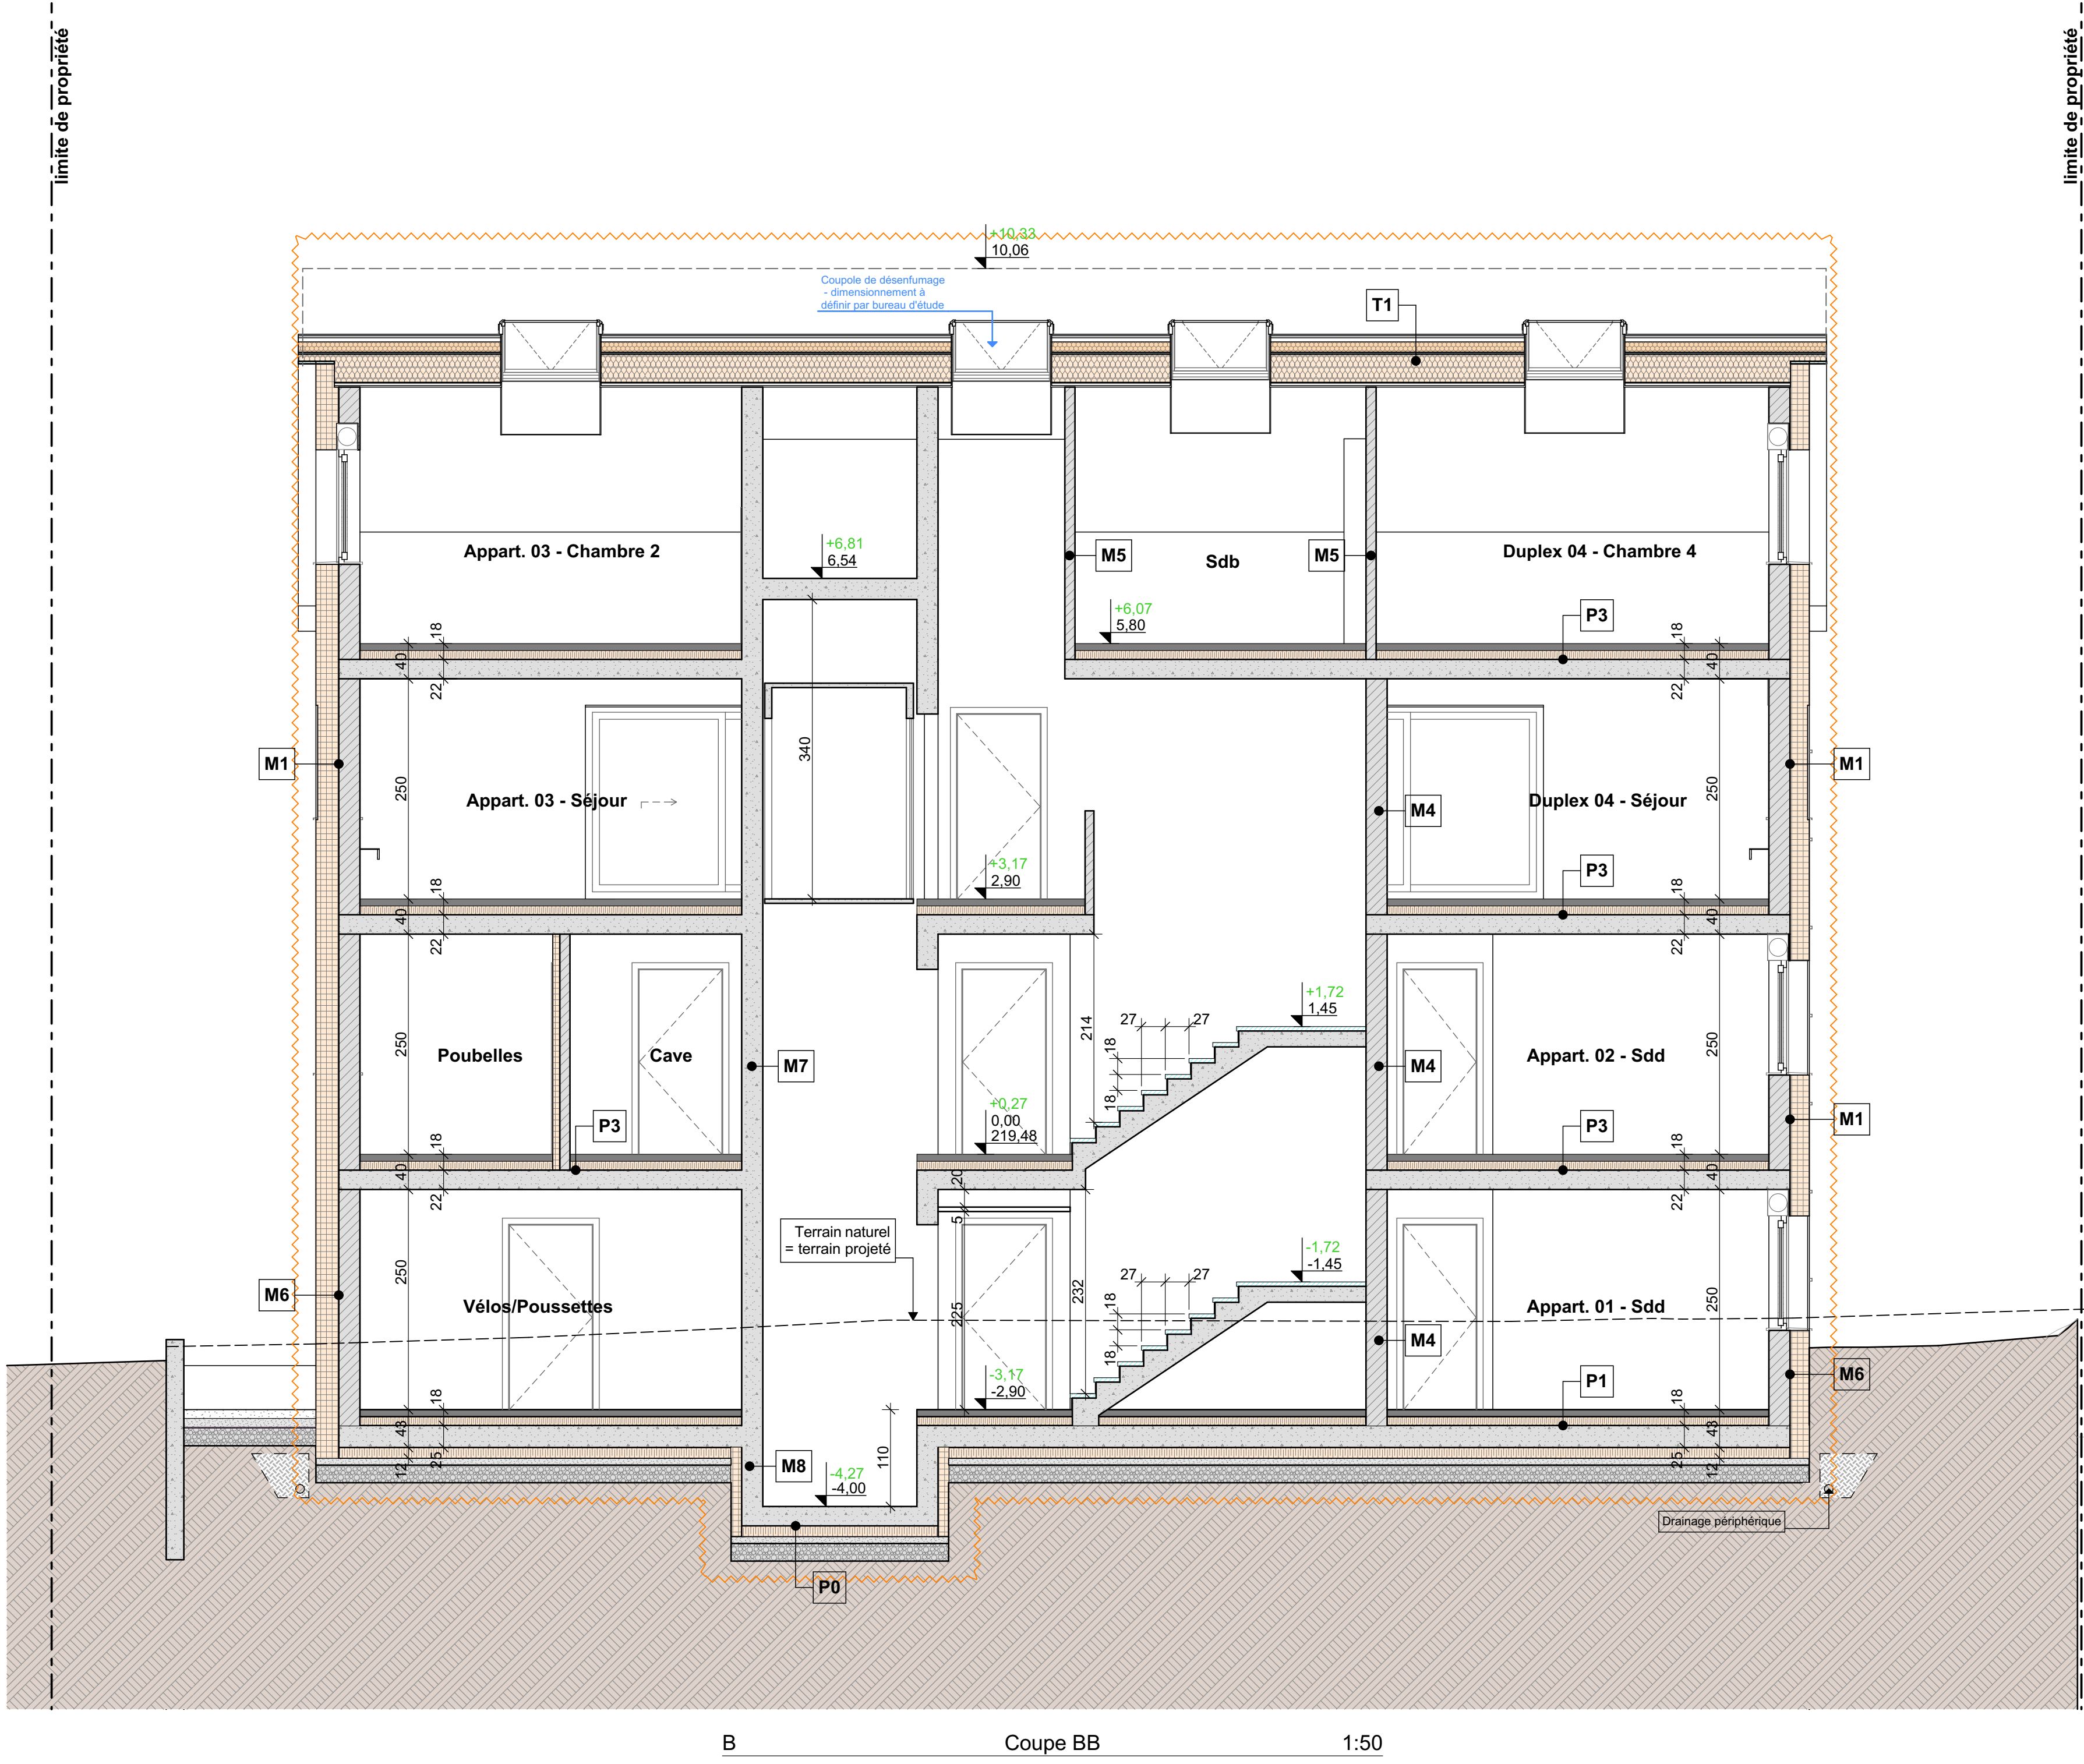 limite de propriété
limite de propriété
+10,33
10,06
Coupole de désenfumage
- dimensionnement à
définir par bureau d'étude
T1
+6,81
6,54
Appart. 03 - Chambre 2
M5
Sdb
M5
Duplex 04 - Chambre 4
+6,07
5,80
P3
18
40
22
18
40
22
340
M1
250
Appart. 03 - Séjour
M4
Duplex 04 - Séjour
250
M1
+3,17
2,90
P3
18
40
22
18
40
22
+1,72
1,45
27
27
214
18
18
250
Poubelles
Cave
M7
M4
Appart. 02 - Sdd
250
+0,27
0,00
219,48
P3
P3
M1
18
40
22
18
40
22
20
5
Terrain naturel
= terrain projeté
-1,72
-1,45
27
27
232
225
18
18
M6
250
Vélos/Poussettes
Appart. 01 - Sdd
250
M4
-3,17
-2,90
P1
M6
18
43
25
12
18
43
25
12
M8
-4,27
-4,00
110
Drainage périphérique
P0
B
Coupe BB
1:50